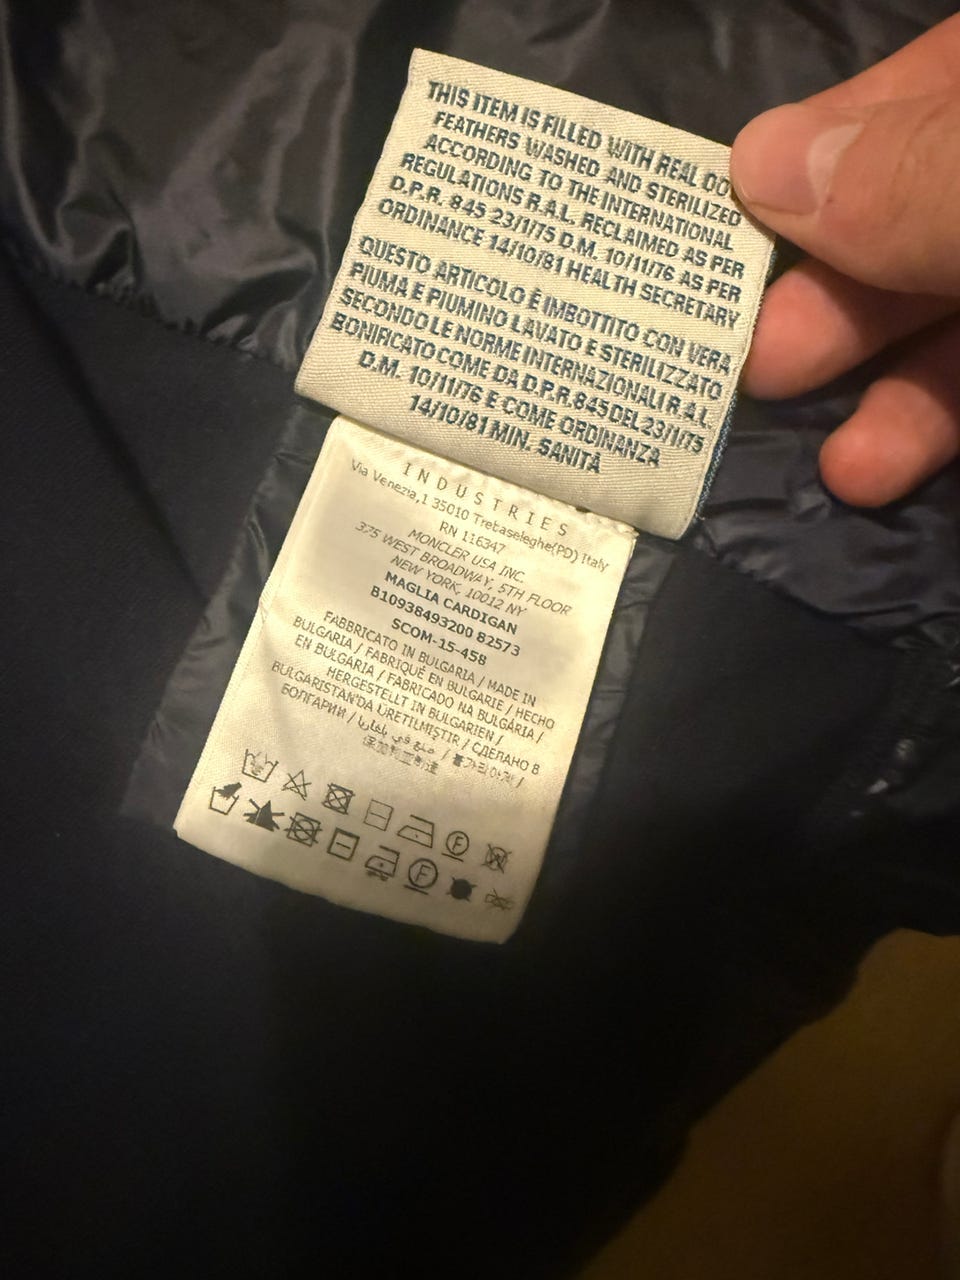 THIS ITEM IS FILLED WITH REAL
FEATHERS WASHED AND STERILIZED
ACCORDING TO THE INTERNATIONAL
REGULATIONS R.A.L. RECLAIMED AS PER
D.P.R. 845 23/1/75 D.M. 10/11/76 AS PER
ORDINANCE 14/10/81 HEALTH SECRETARY
QUESTO ARTICOLO È IMBOTTITO CON VERA
PIUMA E PIUMINO LAVATO E STERILIZZATO
SECONDO LE NORME INTERNAZIONALI R.A.L.
BONIFICATO COME DA D.P.R. 845 DEL 23/1/75
D.M. 10/11/76 E COME ORDINANZA
14/10/81 MIN. SANITÀ
INDUSTRIES
Via Venezia,1 35010 Trebaseleghe(PD) Italy
RN 116347
MONCLER USA INC.
375 WEST BROADWAY, 5TH FLOOR
NEW YORK, 10012 NY
MAGLIA CARDIGAN
B10938493200 82573
SCOM-15-458
FABBRICATO IN BULGARIA / MADE IN
BULGARIA / FABRIQUÉ EN BULGARIE / HECHO
EN BULGARIA / FABRICADO NA BULGÁRIA /
HERGESTELLT IN BULGARIEN /
BULGARISTAN'DA ÜRETILMIŞTIR / СДЕЛАНО В
БОЛГАРИИ / صنع في بلغاريا /
F
F